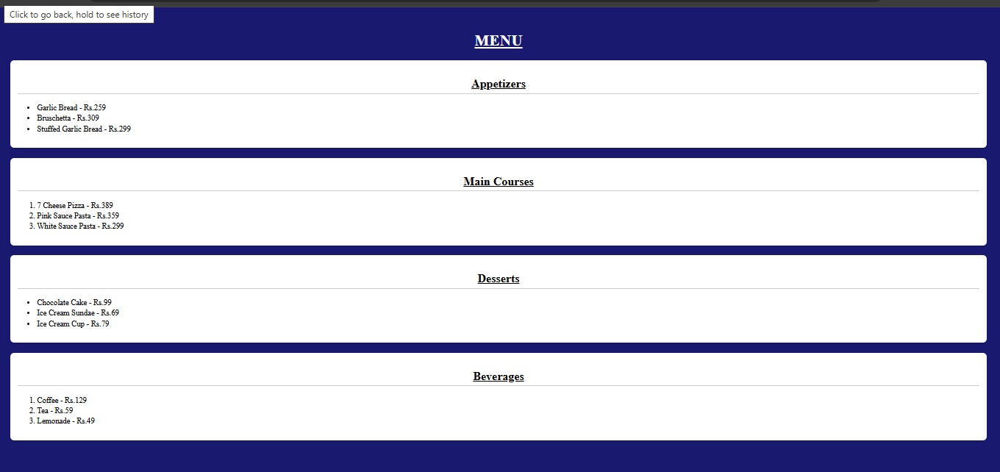 Click to go back, hold to see history
MENU
Appetizers
• Garlic Bread - Rs.259
• Bruschetta - Rs.309
• Stuffed Garlic Bread - Rs.299
Main Courses
1. 7 Cheese Pizza - Rs.389
2. Pink Sauce Pasta - Rs.359
3. White Sauce Pasta - Rs.299
Desserts
• Chocolate Cake - Rs.99
• Ice Cream Sundae - Rs.69
• Ice Cream Cup - Rs.79
Beverages
1. Coffee - Rs.129
2. Tea - Rs.59
3. Lemonade - Rs.49